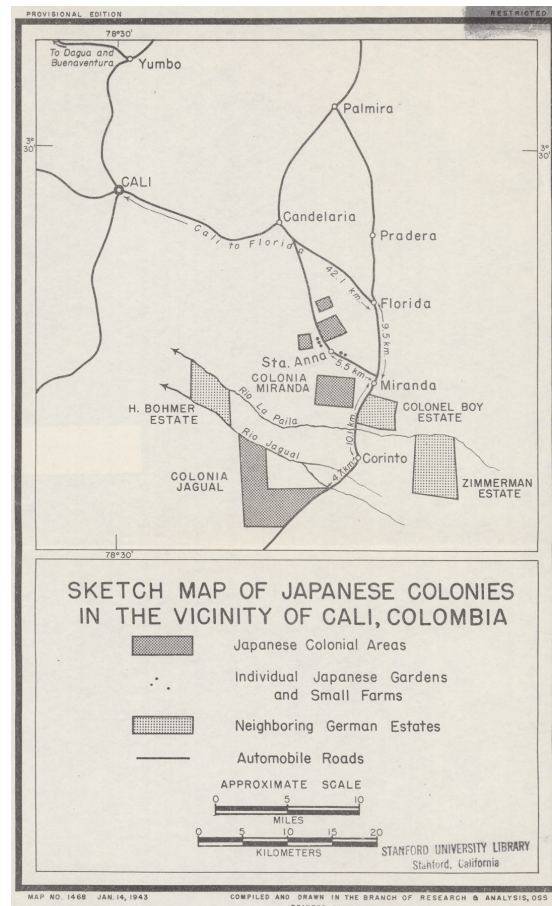 PROVISIONAL EDITION
RESTRICTED
78°30'
To Dagua and
Buenaventura
Yumbo
Palmira
3°
30'
3°
30'
CALI
Candelaria
Cali to Florida
Pradera
42.1 km.
Florida
9.5 km.
Sta. Anna
5.5 km.
COLONIA
MIRANDA
Miranda
H. BOHMER
ESTATE
Rio La Paila
COLONEL BOY
ESTATE
Rio Jagual
10.1 km.
Corinto
COLONIA
JAGUAL
4.7 km.
ZIMMERMAN
ESTATE
78°30'
SKETCH MAP OF JAPANESE COLONIES
IN THE VICINITY OF CALI, COLOMBIA
Japanese Colonial Areas
Individual Japanese Gardens
and Small Farms
Neighboring German Estates
Automobile Roads
APPROXIMATE SCALE
0 5 10
MILES
0 5 10 15 20
KILOMETERS
STANFORD UNIVERSITY LIBRARY
Stanford, California
MAP NO. 1468 JAN. 14, 1943
COMPILED AND DRAWN IN THE BRANCH OF RESEARCH & ANALYSIS, OSS